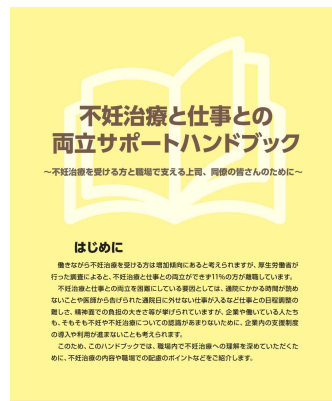 不妊治療と仕事との
両立サポートハンドブック
〜不妊治療を受ける方と職場で支える上司、同僚の皆さんのために〜
はじめに
働きながら不妊治療を受ける方は増加傾向にあると考えられますが、厚生労働省が
行った調査によると、不妊治療と仕事との両立ができず11%の方が離職しています。
不妊治療と仕事との両立を困難にしている要因としては、通院にかかる時間が読め
ないことや医師から告げられた通院日に外せない仕事が入るなど仕事との日程調整の
難しさ、精神面での負担の大きさ等が挙げられていますが、企業や働いている人たち
も、そもそも不妊や不妊治療についての認識があまりないために、企業内の支援制度
の導入や利用が進まないことも考えられます。
このため、このハンドブックでは、職場内で不妊治療への理解を深めていただくた
めに、不妊治療の内容や職場での配慮のポイントなどをご紹介します。